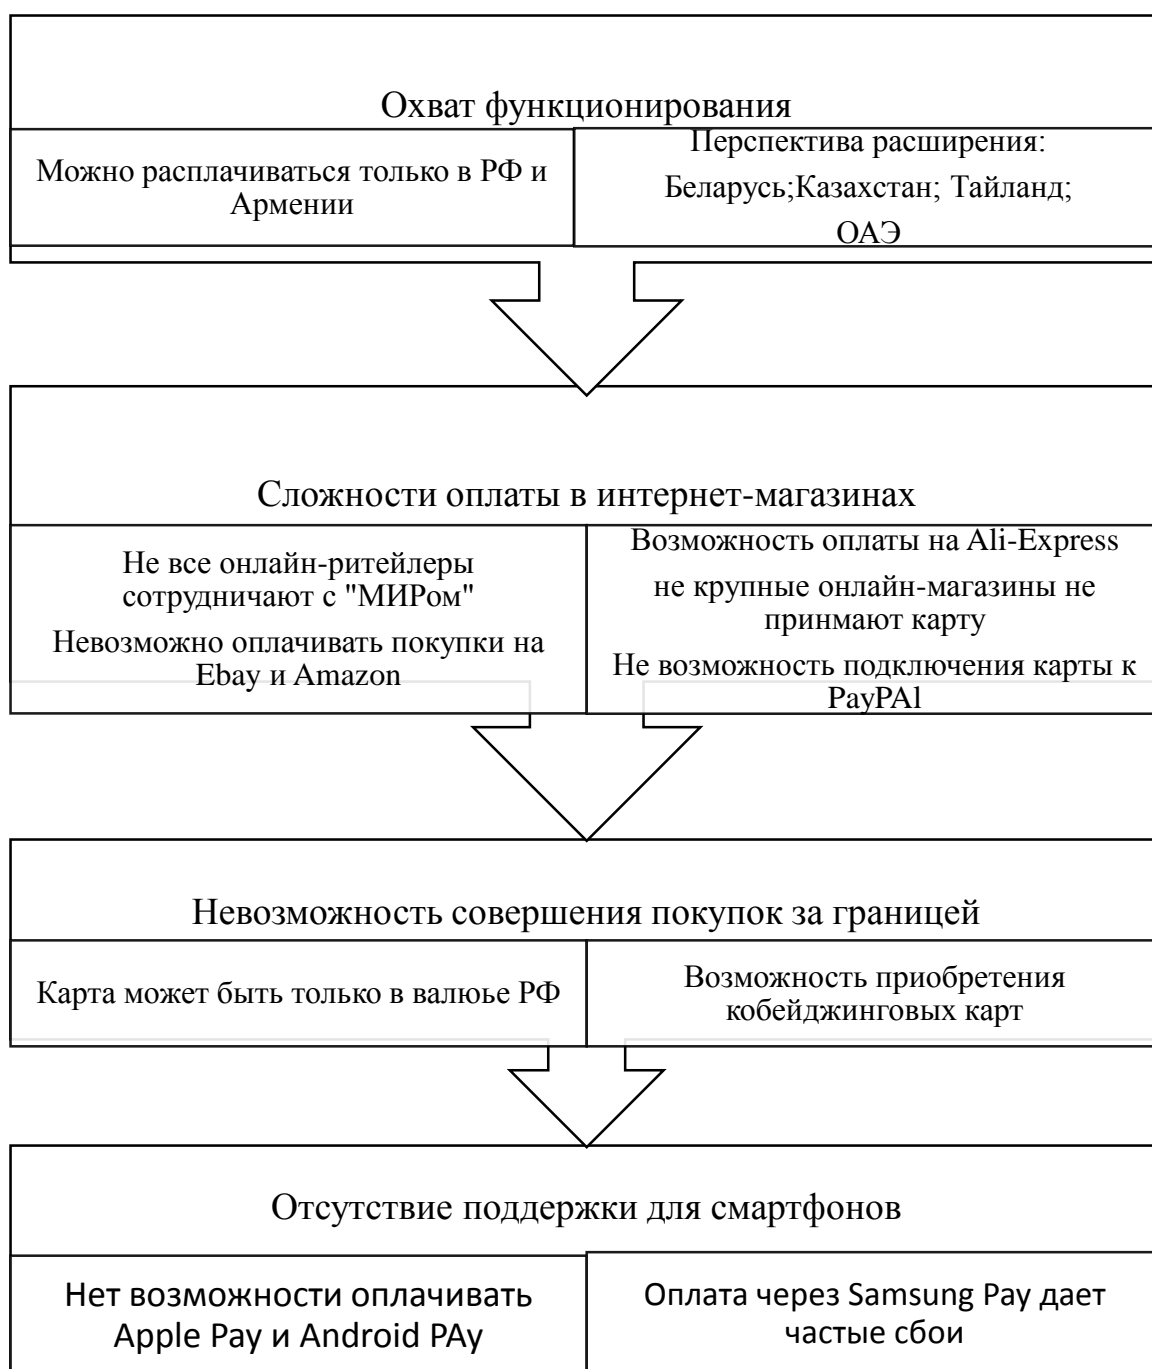 Охват функционирования
Можно расплачиваться только в РФ и
Армении
Перспектива расширения:
Беларусь;Казахстан; Тайланд;
ОАЭ
Сложности оплаты в интернет-магазинах
Не все онлайн-ритейлеры
сотрудничают с "МИРом"
Невозможно оплачивать покупки на
Ebay и Amazon
Возможность оплаты на Ali-Express
не крупные онлайн-магазины не
принмают карту
Не возможность подключения карты к
PayPAl
Невозможность совершения покупок за границей
Карта может быть только в валюье РФ
Возможность приобретения
кобейджинговых карт
Отсутствие поддержки для смартфонов
Нет возможности оплачивать
Apple Pay и Android PAy
Оплата через Samsung Pay дает
частые сбои